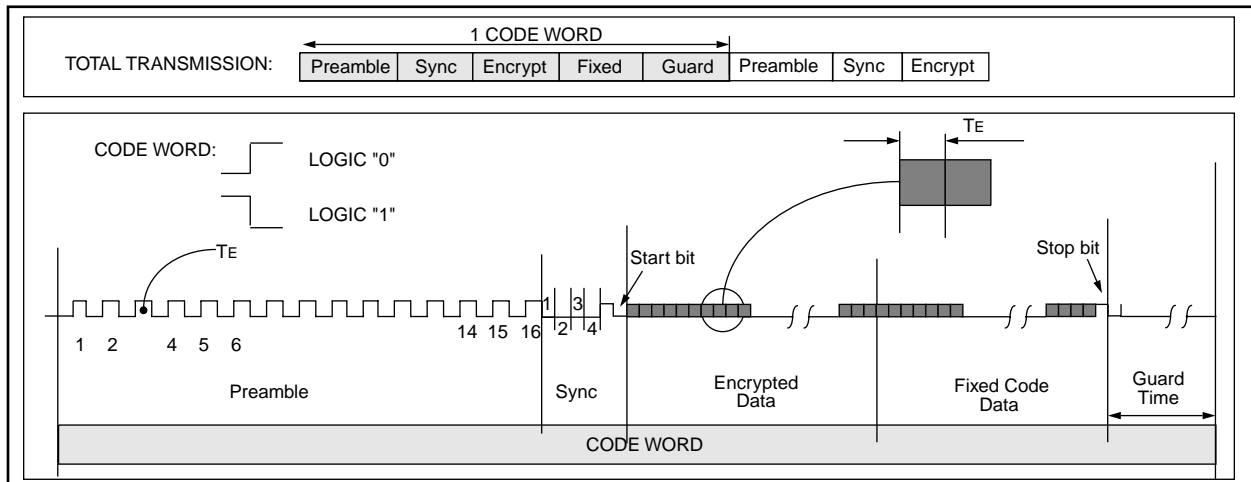 1 CODE WORD
TOTAL TRANSMISSION: Preamble Sync Encrypt Fixed Guard Preamble Sync Encrypt
TE
CODE WORD:
LOGIC "0"
LOGIC "1"
TE
Start bit
Stop bit
1 3
2 4
1 2 4 5 6 14 15 16
Preamble
Sync
Encrypted
Data
Fixed Code
Data
Guard
Time
CODE WORD